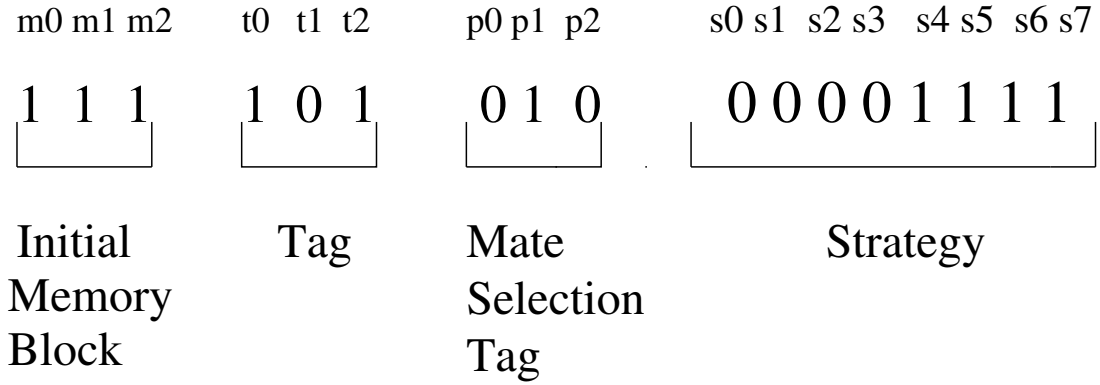 m0 m1 m2 t0 t1 t2 p0 p1 p2 s0 s1 s2 s3 s4 s5 s6 s7
1 1 1 1 0 1 0 1 0 0 0 0 0 1 1 1 1
Initial Tag Mate Strategy
Memory Selection
Block Tag